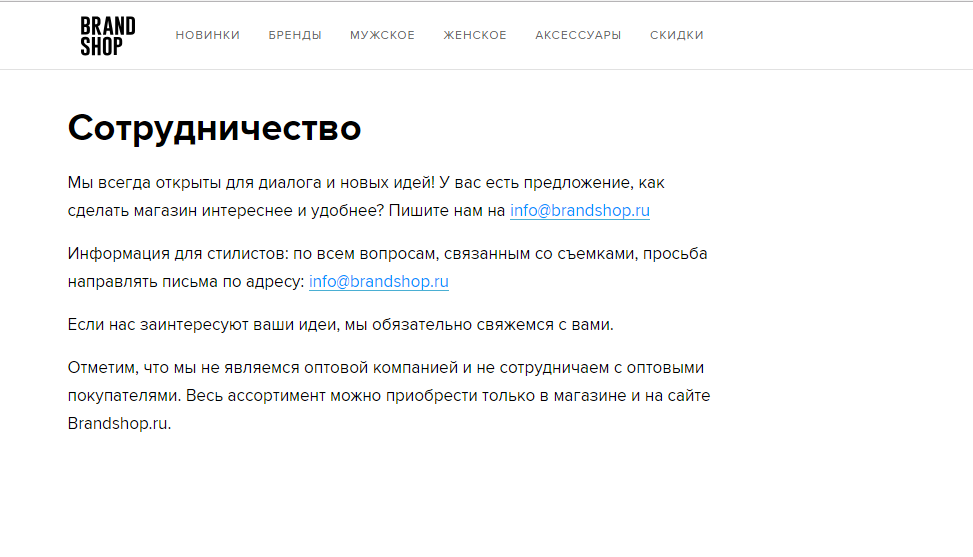 BRAND
SHOP
НОВИНКИ БРЕНДЫ МУЖСКОЕ ЖЕНСКОЕ АКСЕССУАРЫ СКИДКИ
Сотрудничество
Мы всегда открыты для диалога и новых идей! У вас есть предложение, как
сделать магазин интереснее и удобнее? Пишите нам на info@brandshop.ru
Информация для стилистов: по всем вопросам, связанным со съемками, просьба
направлять письма по адресу: info@brandshop.ru
Если нас заинтересуют ваши идеи, мы обязательно свяжемся с вами.
Отметим, что мы не являемся оптовой компанией и не сотрудничаем с оптовыми
покупателями. Весь ассортимент можно приобрести только в магазине и на сайте
Brandshop.ru.